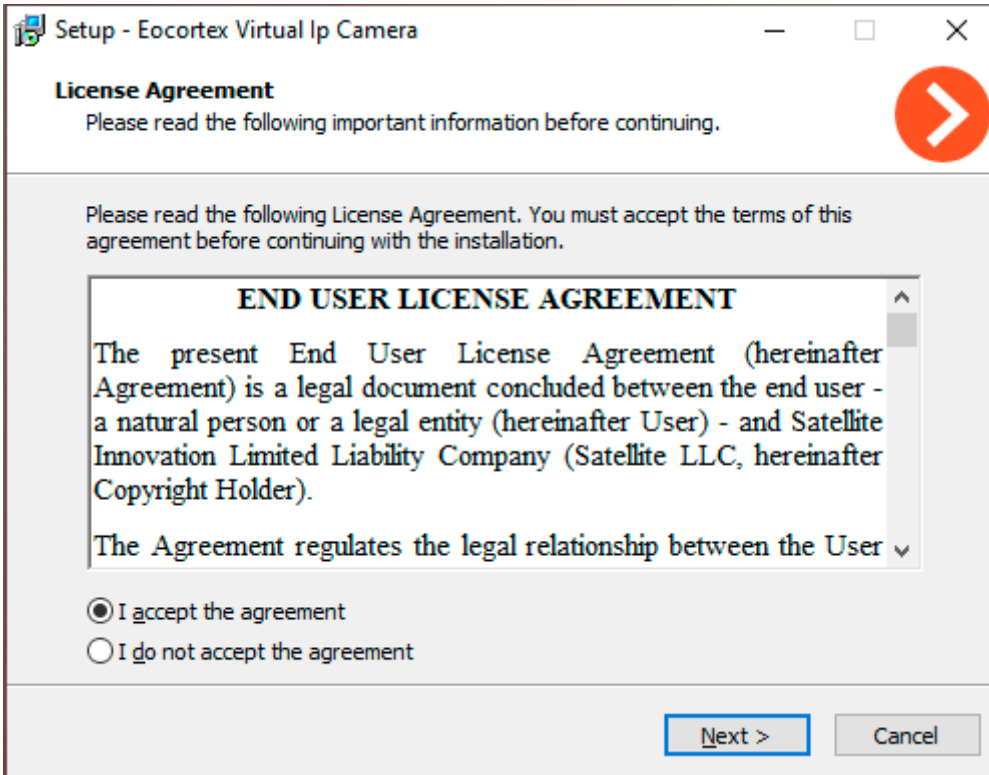 Setup - Eocortex Virtual Ip Camera
License Agreement
Please read the following important information before continuing.
Please read the following License Agreement. You must accept the terms of this
agreement before continuing with the installation.
END USER LICENSE AGREEMENT
The present End User License Agreement (hereinafter
Agreement) is a legal document concluded between the end user -
a natural person or a legal entity (hereinafter User) - and Satellite
Innovation Limited Liability Company (Satellite LLC, hereinafter
Copyright Holder).
The Agreement regulates the legal relationship between the User
I accept the agreement
I do not accept the agreement
Next >
Cancel